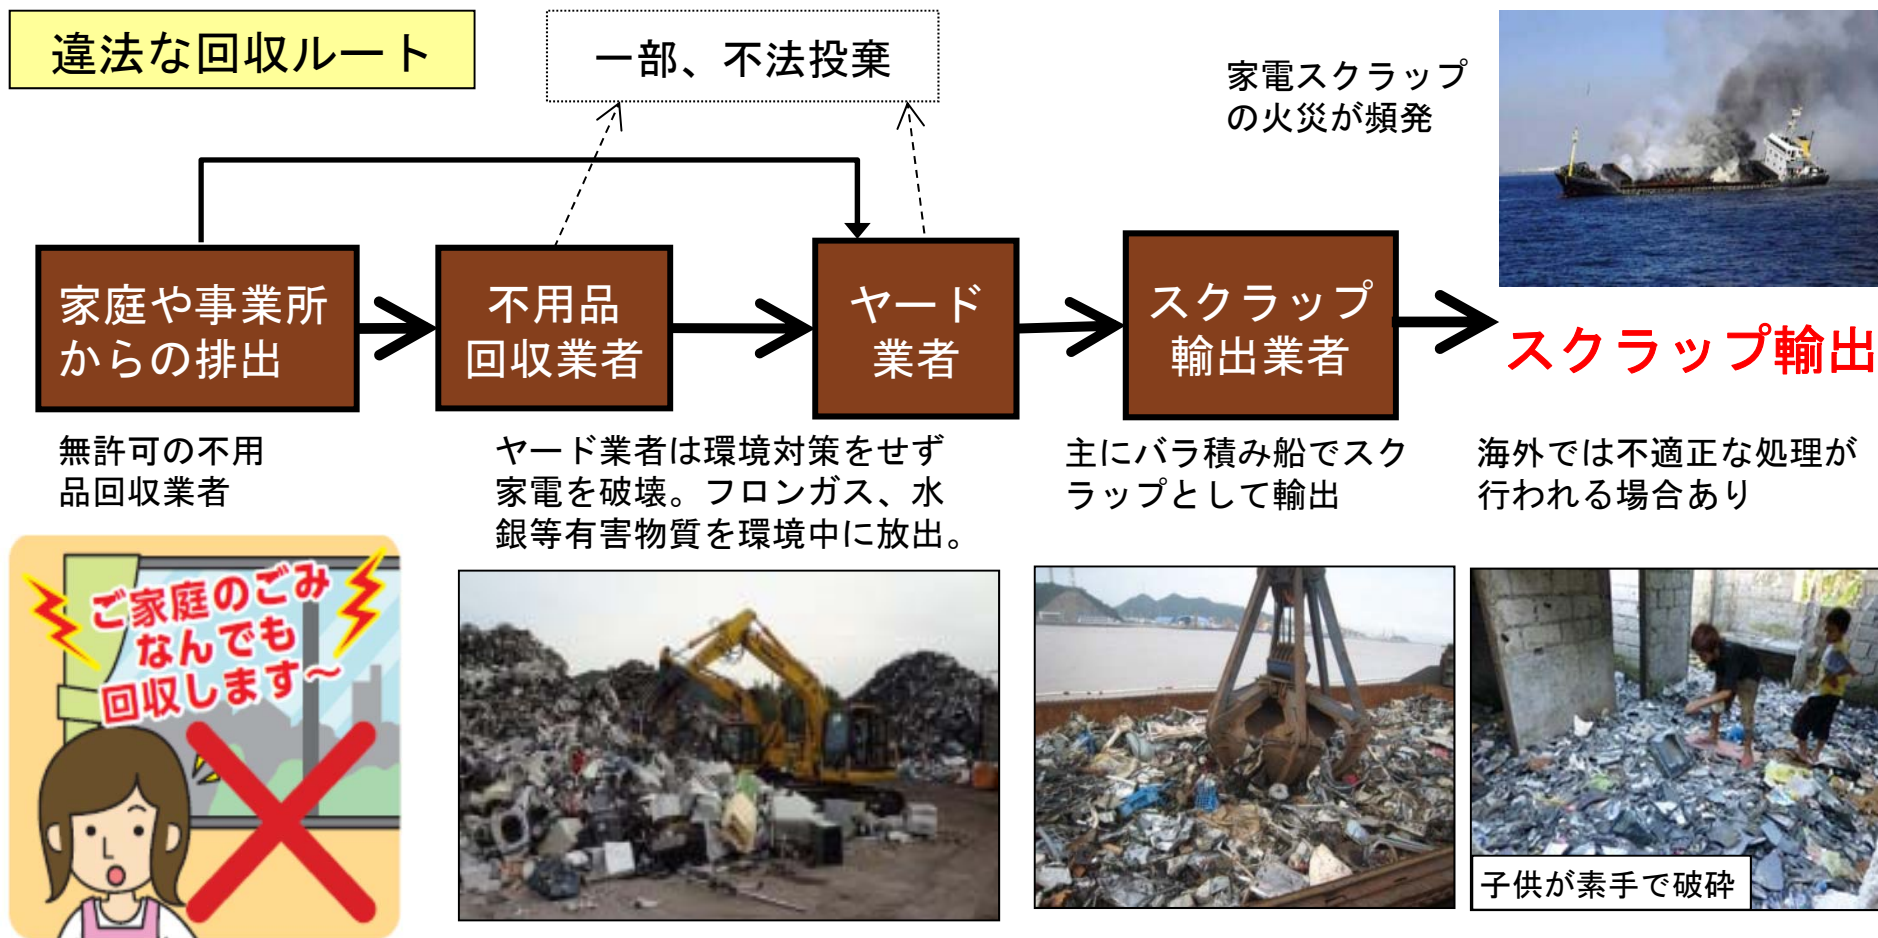 違法な回収ルート
一部、不法投棄
家電スクラップ
の火災が頻発
家庭や事業所
からの排出
不用品
回収業者
ヤード
業者
スクラップ
輸出業者
スクラップ輸出
無許可の不用
品回収業者
ヤード業者は環境対策をせず
家電を破壊。フロンガス、水
銀等有害物質を環境中に放出。
主にバラ積み船でスク
ラップとして輸出
海外では不適正な処理が
行われる場合あり
ご家庭のごみ
なんでも
回収します～
子供が素手で破砕